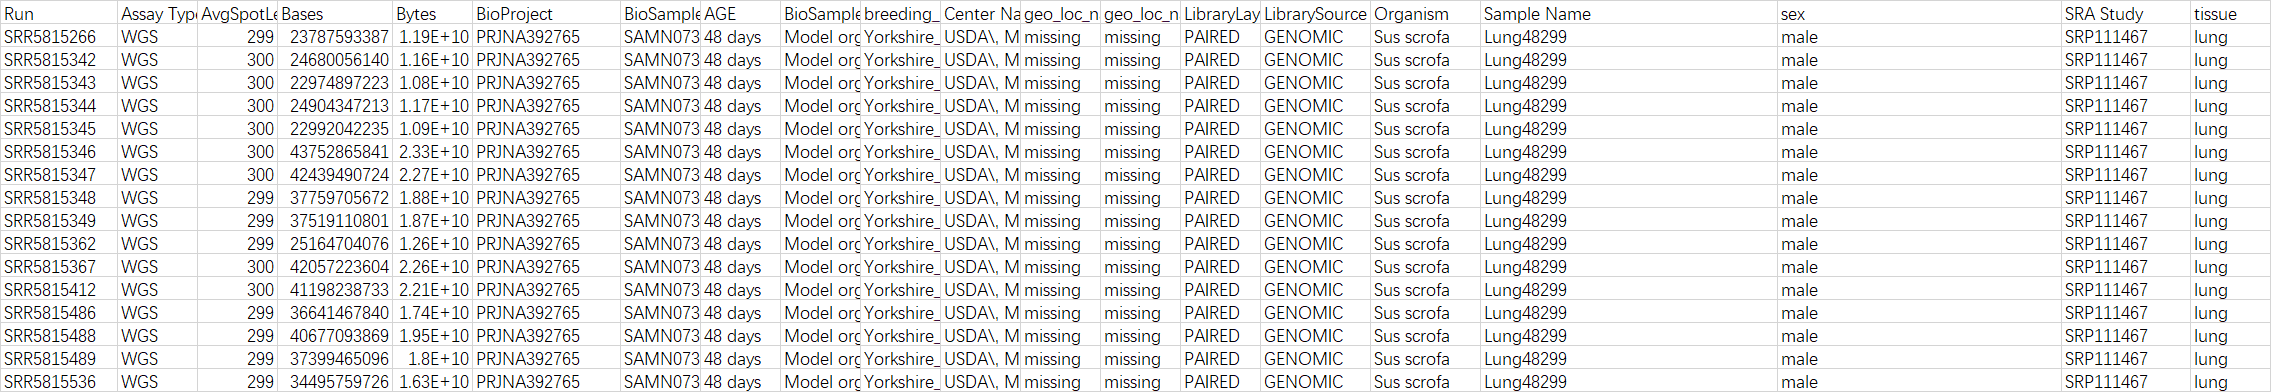 Run Assay Type AvgSpotLe Bases Bytes BioProject BioSample AGE BioSample breeding_ Center Na geo_loc_n geo_loc_n LibraryLay LibrarySource Organism Sample Name sex SRA Study tissue
SRR5815266 WGS 299 23787593387 1.19E+10 PRJNA392765 SAMN073 48 days Model org Yorkshire_ USDA\, M missing missing PAIRED GENOMIC Sus scrofa Lung48299 male SRP111467 lung
SRR5815342 WGS 300 24680056140 1.16E+10 PRJNA392765 SAMN073 48 days Model org Yorkshire_ USDA\, M missing missing PAIRED GENOMIC Sus scrofa Lung48299 male SRP111467 lung
SRR5815343 WGS 300 22974897223 1.08E+10 PRJNA392765 SAMN073 48 days Model org Yorkshire_ USDA\, M missing missing PAIRED GENOMIC Sus scrofa Lung48299 male SRP111467 lung
SRR5815344 WGS 300 24904347213 1.17E+10 PRJNA392765 SAMN073 48 days Model org Yorkshire_ USDA\, M missing missing PAIRED GENOMIC Sus scrofa Lung48299 male SRP111467 lung
SRR5815345 WGS 300 22992042235 1.09E+10 PRJNA392765 SAMN073 48 days Model org Yorkshire_ USDA\, M missing missing PAIRED GENOMIC Sus scrofa Lung48299 male SRP111467 lung
SRR5815346 WGS 300 43752865841 2.33E+10 PRJNA392765 SAMN073 48 days Model org Yorkshire_ USDA\, M missing missing PAIRED GENOMIC Sus scrofa Lung48299 male SRP111467 lung
SRR5815347 WGS 300 42439490724 2.27E+10 PRJNA392765 SAMN073 48 days Model org Yorkshire_ USDA\, M missing missing PAIRED GENOMIC Sus scrofa Lung48299 male SRP111467 lung
SRR5815348 WGS 299 37759705672 1.88E+10 PRJNA392765 SAMN073 48 days Model org Yorkshire_ USDA\, M missing missing PAIRED GENOMIC Sus scrofa Lung48299 male SRP111467 lung
SRR5815349 WGS 299 37519110801 1.87E+10 PRJNA392765 SAMN073 48 days Model org Yorkshire_ USDA\, M missing missing PAIRED GENOMIC Sus scrofa Lung48299 male SRP111467 lung
SRR5815362 WGS 299 25164704076 1.26E+10 PRJNA392765 SAMN073 48 days Model org Yorkshire_ USDA\, M missing missing PAIRED GENOMIC Sus scrofa Lung48299 male SRP111467 lung
SRR5815367 WGS 300 42057223604 2.26E+10 PRJNA392765 SAMN073 48 days Model org Yorkshire_ USDA\, M missing missing PAIRED GENOMIC Sus scrofa Lung48299 male SRP111467 lung
SRR5815412 WGS 300 41198238733 2.21E+10 PRJNA392765 SAMN073 48 days Model org Yorkshire_ USDA\, M missing missing PAIRED GENOMIC Sus scrofa Lung48299 male SRP111467 lung
SRR5815486 WGS 299 36641467840 1.74E+10 PRJNA392765 SAMN073 48 days Model org Yorkshire_ USDA\, M missing missing PAIRED GENOMIC Sus scrofa Lung48299 male SRP111467 lung
SRR5815488 WGS 299 40677093869 1.95E+10 PRJNA392765 SAMN073 48 days Model org Yorkshire_ USDA\, M missing missing PAIRED GENOMIC Sus scrofa Lung48299 male SRP111467 lung
SRR5815489 WGS 299 37399465096 1.8E+10 PRJNA392765 SAMN073 48 days Model org Yorkshire_ USDA\, M missing missing PAIRED GENOMIC Sus scrofa Lung48299 male SRP111467 lung
SRR5815536 WGS 299 34495759726 1.63E+10 PRJNA392765 SAMN073 48 days Model org Yorkshire_ USDA\, M missing missing PAIRED GENOMIC Sus scrofa Lung48299 male SRP111467 lung